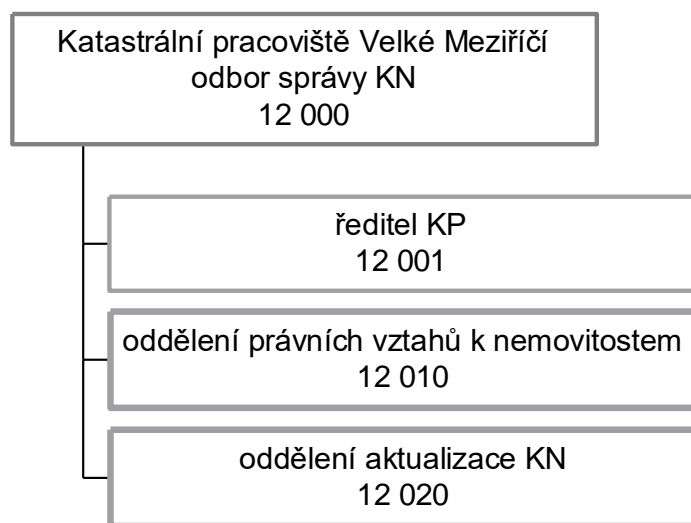 Katastrální pracoviště Velké Meziříčí
odbor správy KN
12 000
ředitel KP
12 001
oddělení právních vztahů k nemovitostem
12 010
oddělení aktualizace KN
12 020